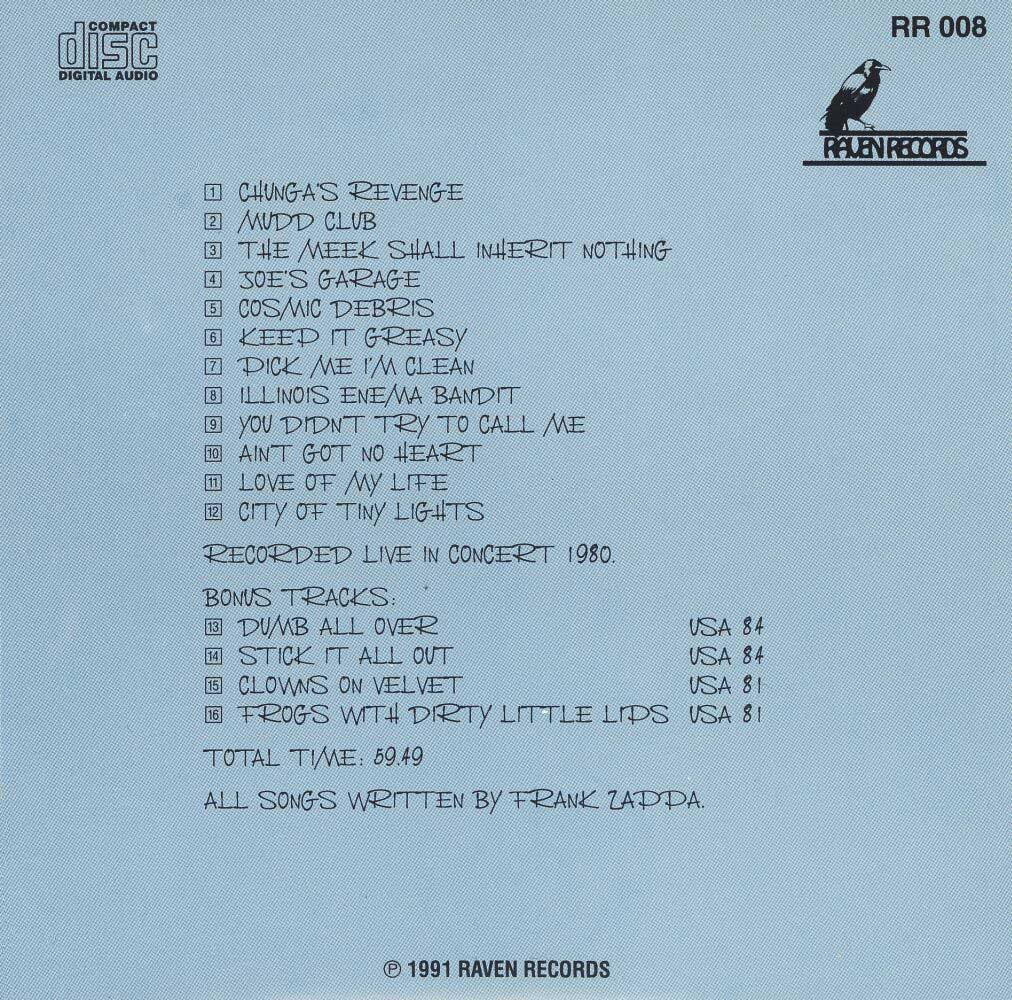 COMPACT
disc
DIGITAL AUDIO
RR 008
RAVEN RECORDS
1 CHUNGA'S REVENGE
2 MUDD CLUB
3 THE MEEK SHALL INHERIT NOTHING
4 JOE'S GARAGE
5 COSMIC DEBRIS
6 KEEP IT GREASY
7 DICK ME I'M CLEAN
8 ILLINOIS ENEMA BANDIT
9 YOU DIDN'T TRY TO CALL ME
10 AIN'T GOT NO HEART
11 LOVE OF MY LIFE
12 CITY OF TINY LIGHTS
RECORDED LIVE IN CONCERT 1980.
BONUS TRACKS:
13 DUMB ALL OVER USA 84
14 STICK IT ALL OUT USA 84
15 CLOWNS ON VELVET USA 81
16 FROGS WITH DIRTY LITTLE LIPS USA 81
TOTAL TIME: 59.49
ALL SONGS WRITTEN BY FRANK ZAPPA.
℗ 1991 RAVEN RECORDS